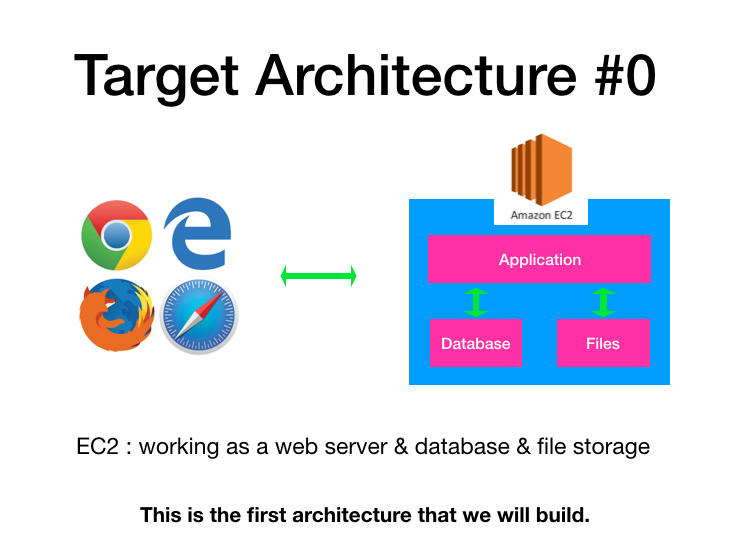 Target Architecture #0
Amazon EC2
Application
Database
Files
EC2 : working as a web server & database & file storage
This is the first architecture that we will build.